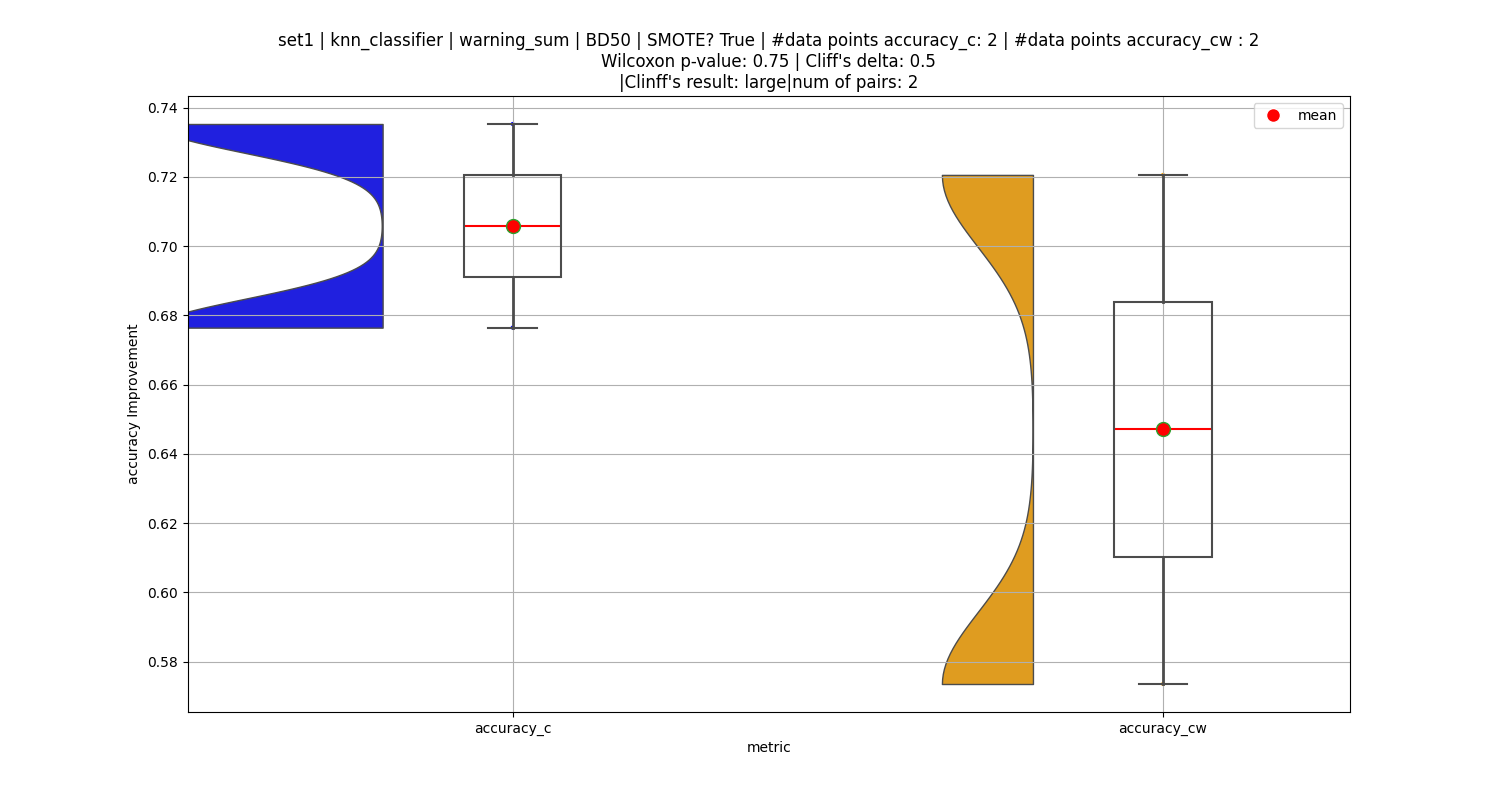 set1 | knn_classifier | warning_sum | BD50 | SMOTE? True | #data points accuracy_c: 2 | #data points accuracy_cw : 2
Wilcoxon p-value: 0.75 | Cliff's delta: 0.5
|Clinff's result: large|num of pairs: 2
mean
0.74
0.72
0.70
0.68
0.66
0.64
0.62
0.60
0.58
accuracy Improvement
accuracy_c
accuracy_cw
metric